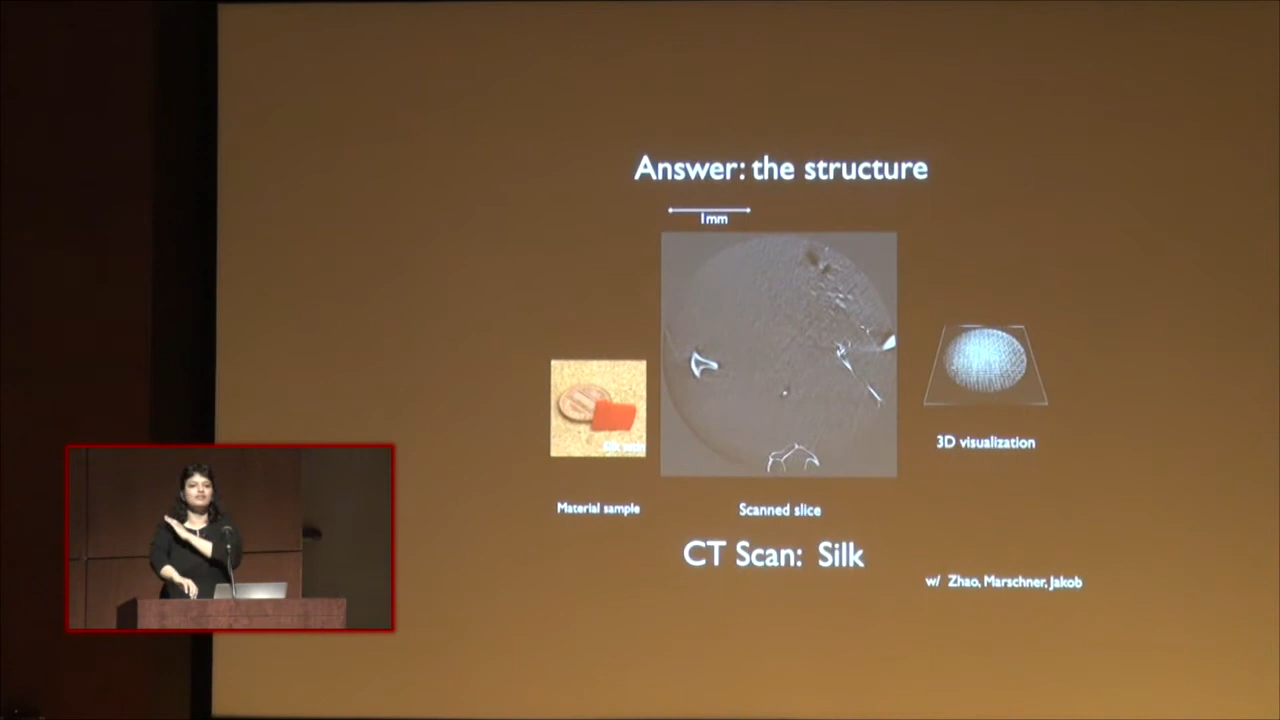 Answer: the structure
1mm
3D visualization
Material sample
Scanned slice
CT Scan: Silk
w/ Zhao, Marschner, Jakob